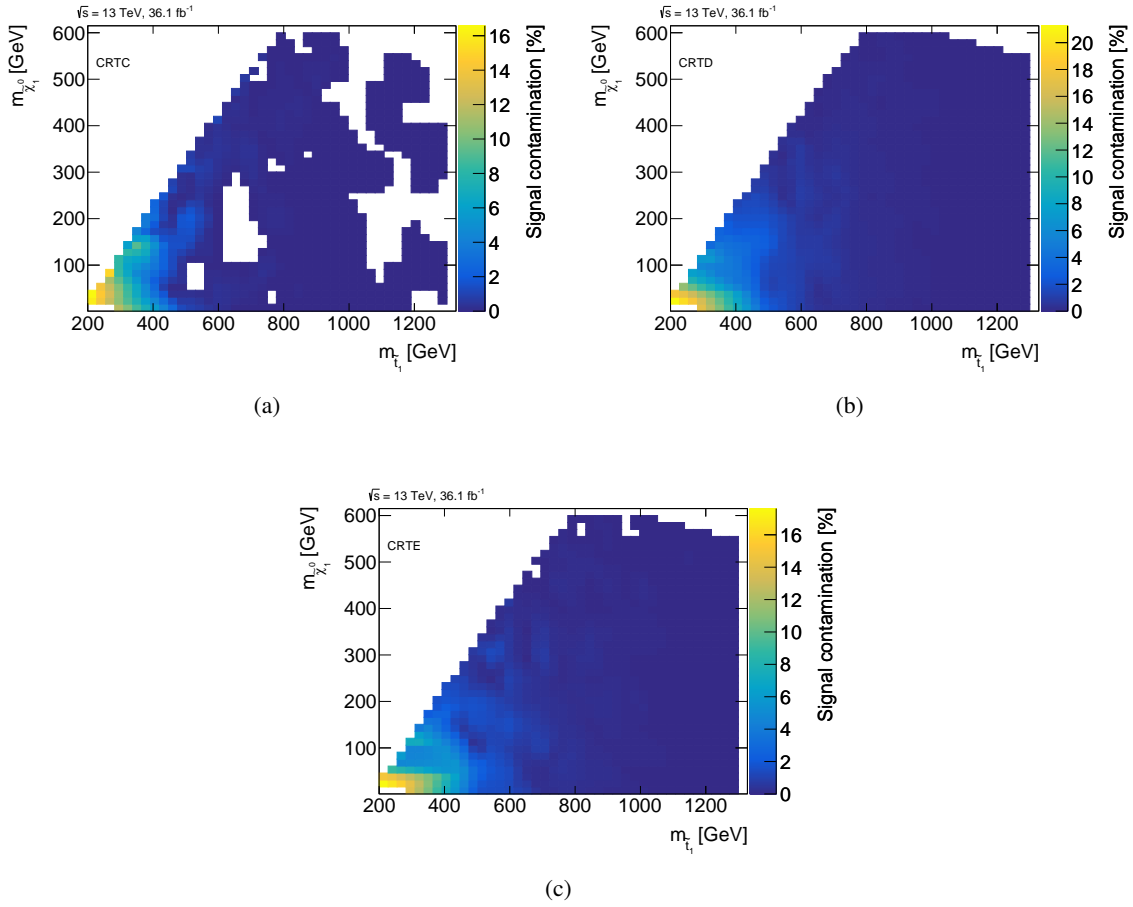 √s = 13 TeV, 36.1 fb⁻¹
CRTC
m_χ̃₁⁰ [GeV]
600
500
400
300
200
100
200 400 600 800 1000 1200
m_t̃₁ [GeV]
Signal contamination [%]
16
14
12
10
8
6
4
2
0
(a)
√s = 13 TeV, 36.1 fb⁻¹
CRTD
m_χ̃₁⁰ [GeV]
600
500
400
300
200
100
200 400 600 800 1000 1200
m_t̃₁ [GeV]
Signal contamination [%]
20
18
16
14
12
10
8
6
4
2
0
(b)
√s = 13 TeV, 36.1 fb⁻¹
CRTE
m_χ̃₁⁰ [GeV]
600
500
400
300
200
100
200 400 600 800 1000 1200
m_t̃₁ [GeV]
Signal contamination [%]
16
14
12
10
8
6
4
2
0
(c)